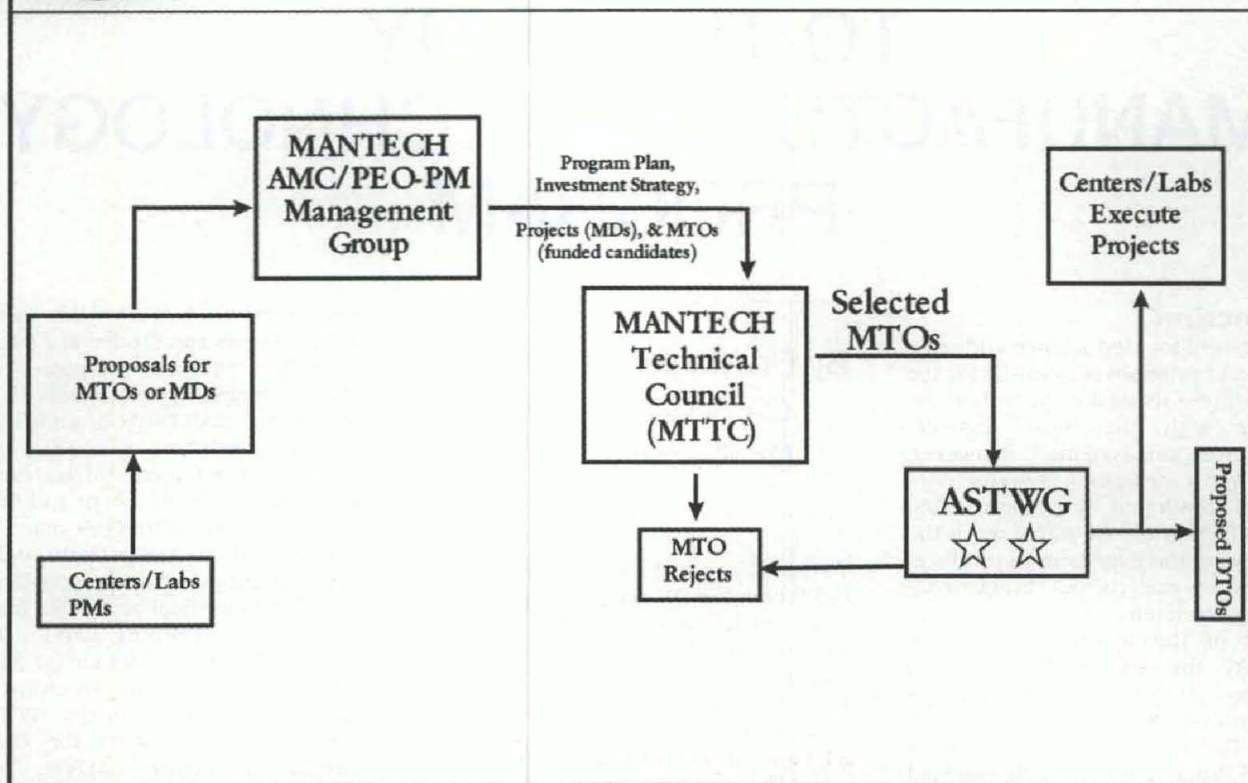 MANTECH
AMC/PEO-PM
Management
Group
Program Plan,
Investment Strategy,
Projects (MDs), & MTOs
(funded candidates)
Centers/Labs
Execute
Projects
Proposals for
MTOs or MDs
MANTECH
Technical
Council
(MTTC)
Selected
MTOs
Centers/Labs
PMs
MTO
Rejects
ASTWG
Proposed DTOs